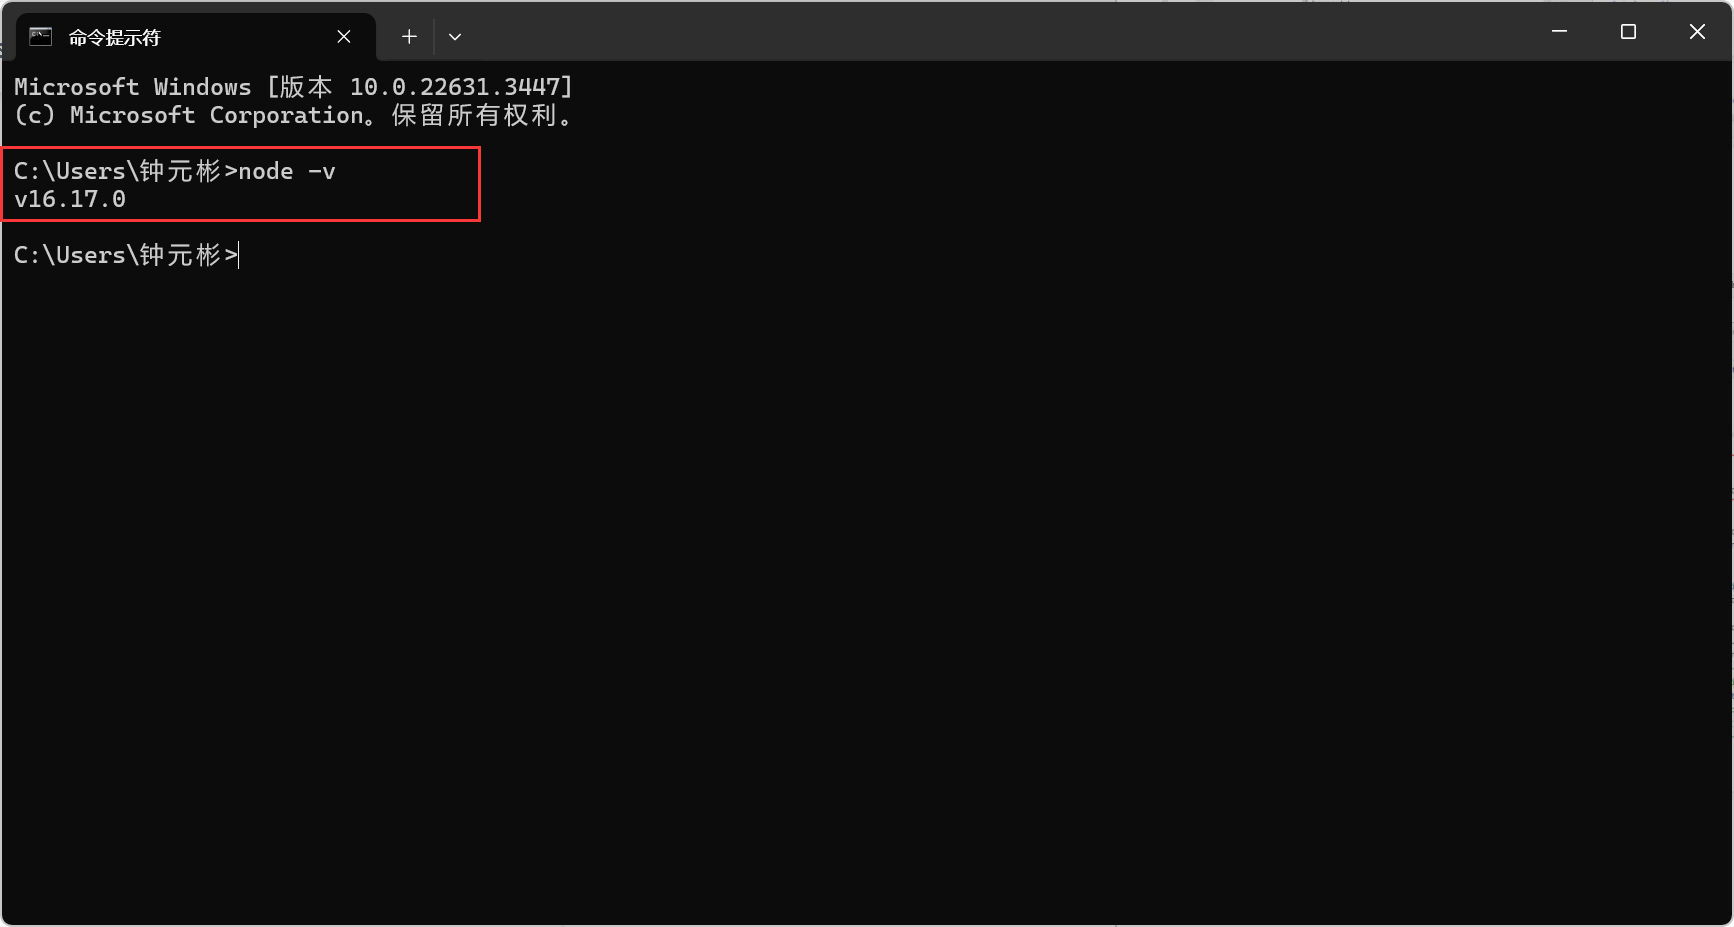 命令提示符
Microsoft Windows [版本 10.0.22631.3447]
(c) Microsoft Corporation。保留所有权利。
C:\Users\钟元彬>node -v
v16.17.0
C:\Users\钟元彬>